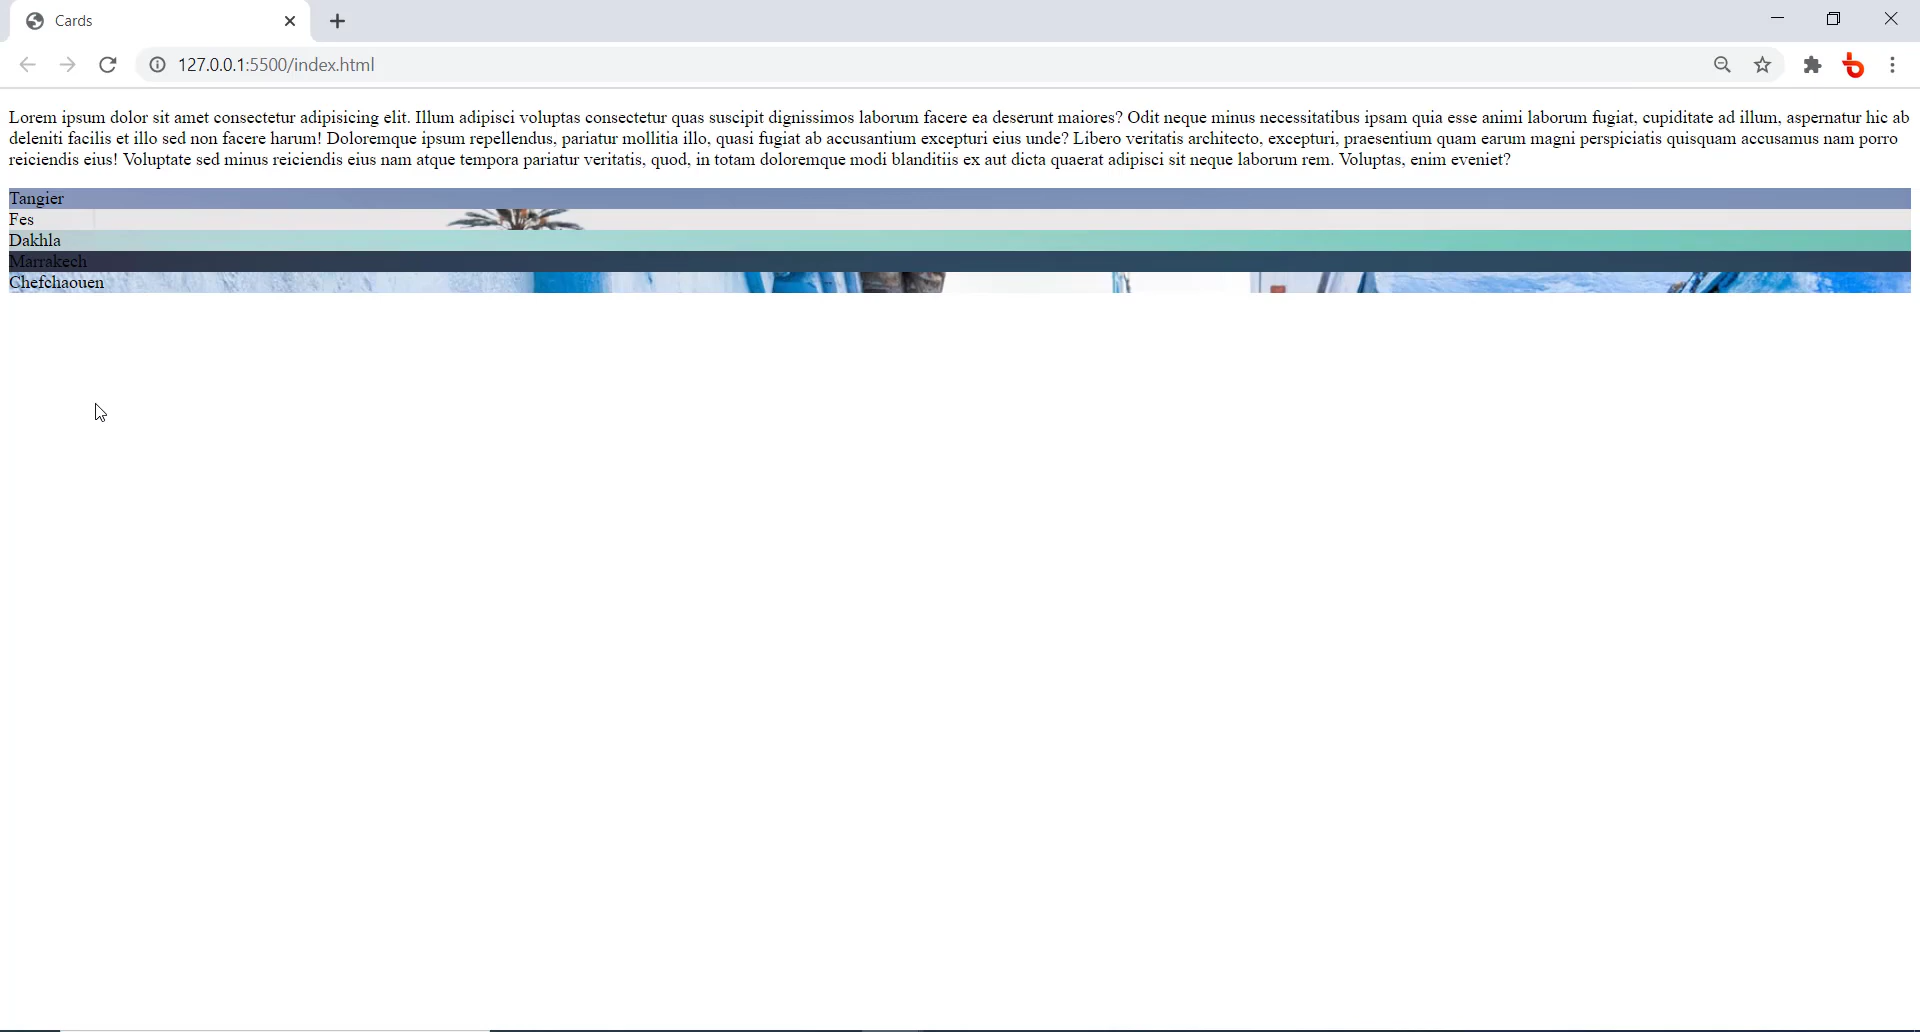 Cards
127.0.0.1:5500/index.html
Lorem ipsum dolor sit amet consectetur adipisicing elit. Illum adipisci voluptas consectetur quas suscipit dignissimos laborum facere ea deserunt maiores? Odit neque minus necessitatibus ipsam quia esse animi laborum fugiat, cupiditate ad illum, aspernatur hic ab
deleniti facilis et illo sed non facere harum! Doloremque ipsum repellendus, pariatur mollitia illo, quasi fugiat ab accusantium excepturi eius unde? Libero veritatis architecto, excepturi, praesentium quam earum magni perspiciatis quisquam accusamus nam porro
reiciendis eius! Voluptate sed minus reiciendis eius nam atque tempora pariatur veritatis, quod, in totam doloremque modi blanditiis ex aut dicta quaerat adipisci sit neque laborum rem. Voluptas, enim eveniet?
Tangier
Fes
Dakhla
Marrakech
Chefchaouen